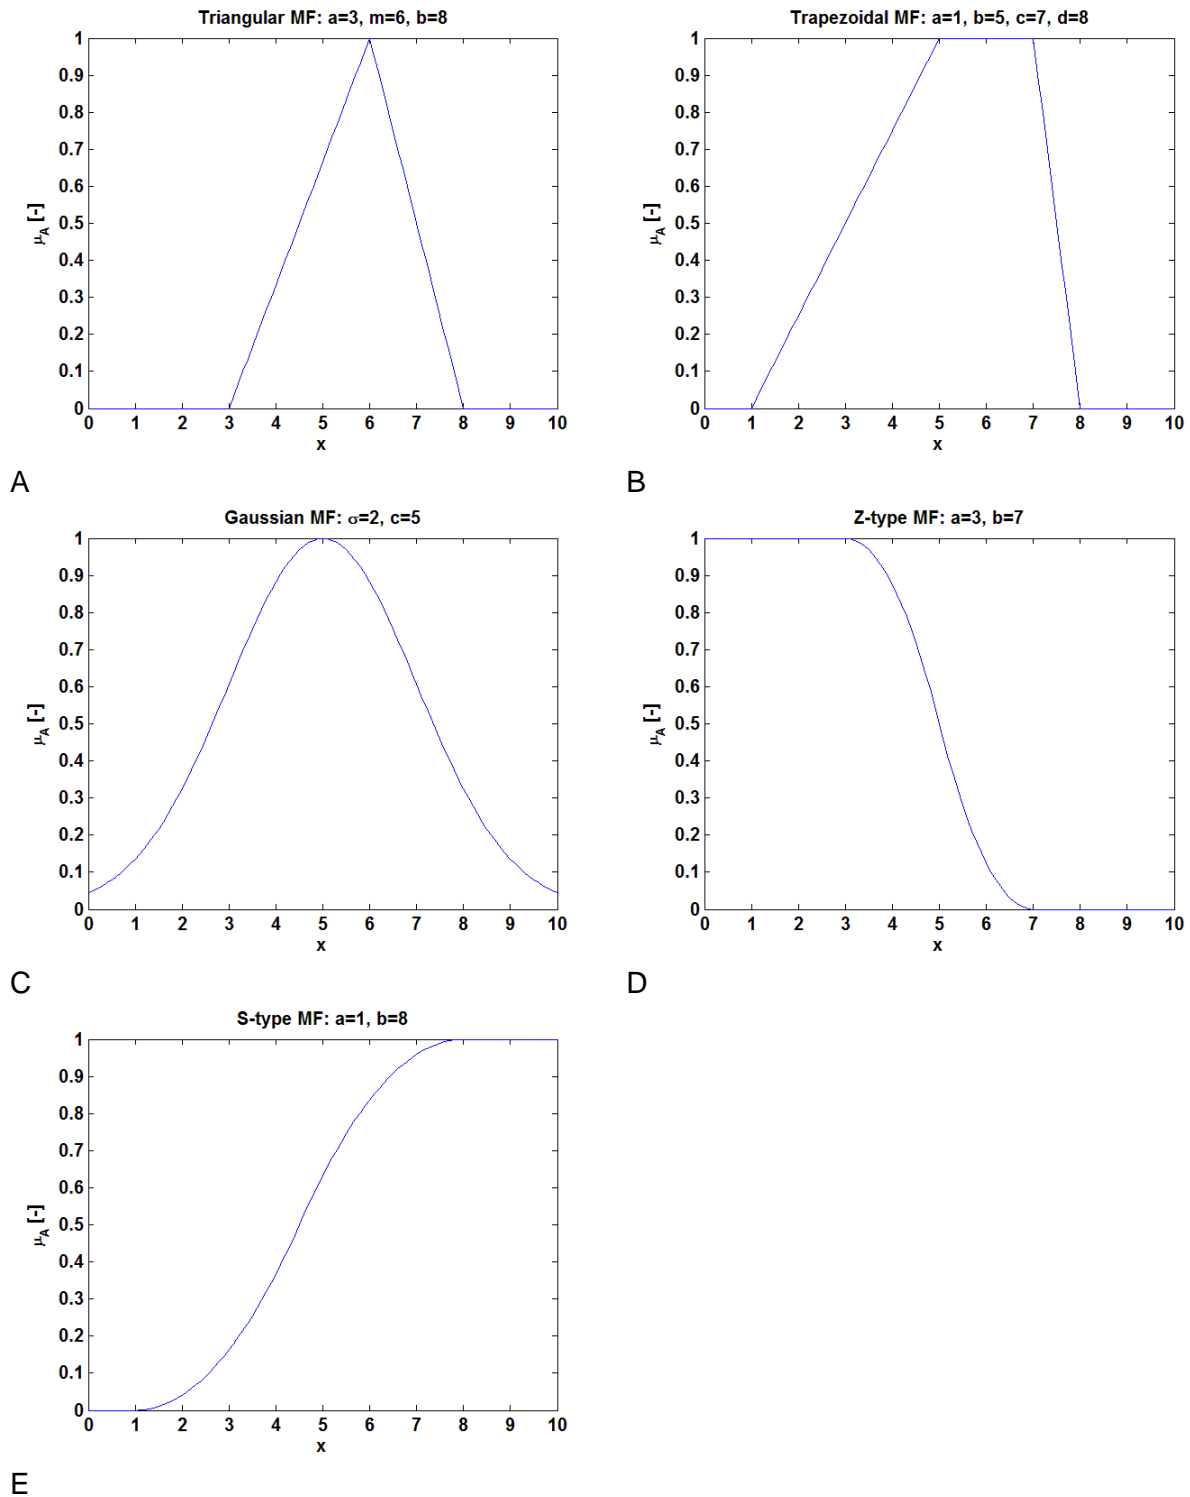 Triangular MF: a=3, m=6, b=8
1
0.9
0.8
0.7
0.6
0.5
0.4
0.3
0.2
0.1
0
μA [-]
0 1 2 3 4 5 6 7 8 9 10
x
A
Trapezoidal MF: a=1, b=5, c=7, d=8
1
0.9
0.8
0.7
0.6
0.5
0.4
0.3
0.2
0.1
0
μA [-]
0 1 2 3 4 5 6 7 8 9 10
x
B
Gaussian MF: σ=2, c=5
1
0.9
0.8
0.7
0.6
0.5
0.4
0.3
0.2
0.1
0
μA [-]
0 1 2 3 4 5 6 7 8 9 10
x
C
Z-type MF: a=3, b=7
1
0.9
0.8
0.7
0.6
0.5
0.4
0.3
0.2
0.1
0
μA [-]
0 1 2 3 4 5 6 7 8 9 10
x
D
S-type MF: a=1, b=8
1
0.9
0.8
0.7
0.6
0.5
0.4
0.3
0.2
0.1
0
μA [-]
0 1 2 3 4 5 6 7 8 9 10
x
E